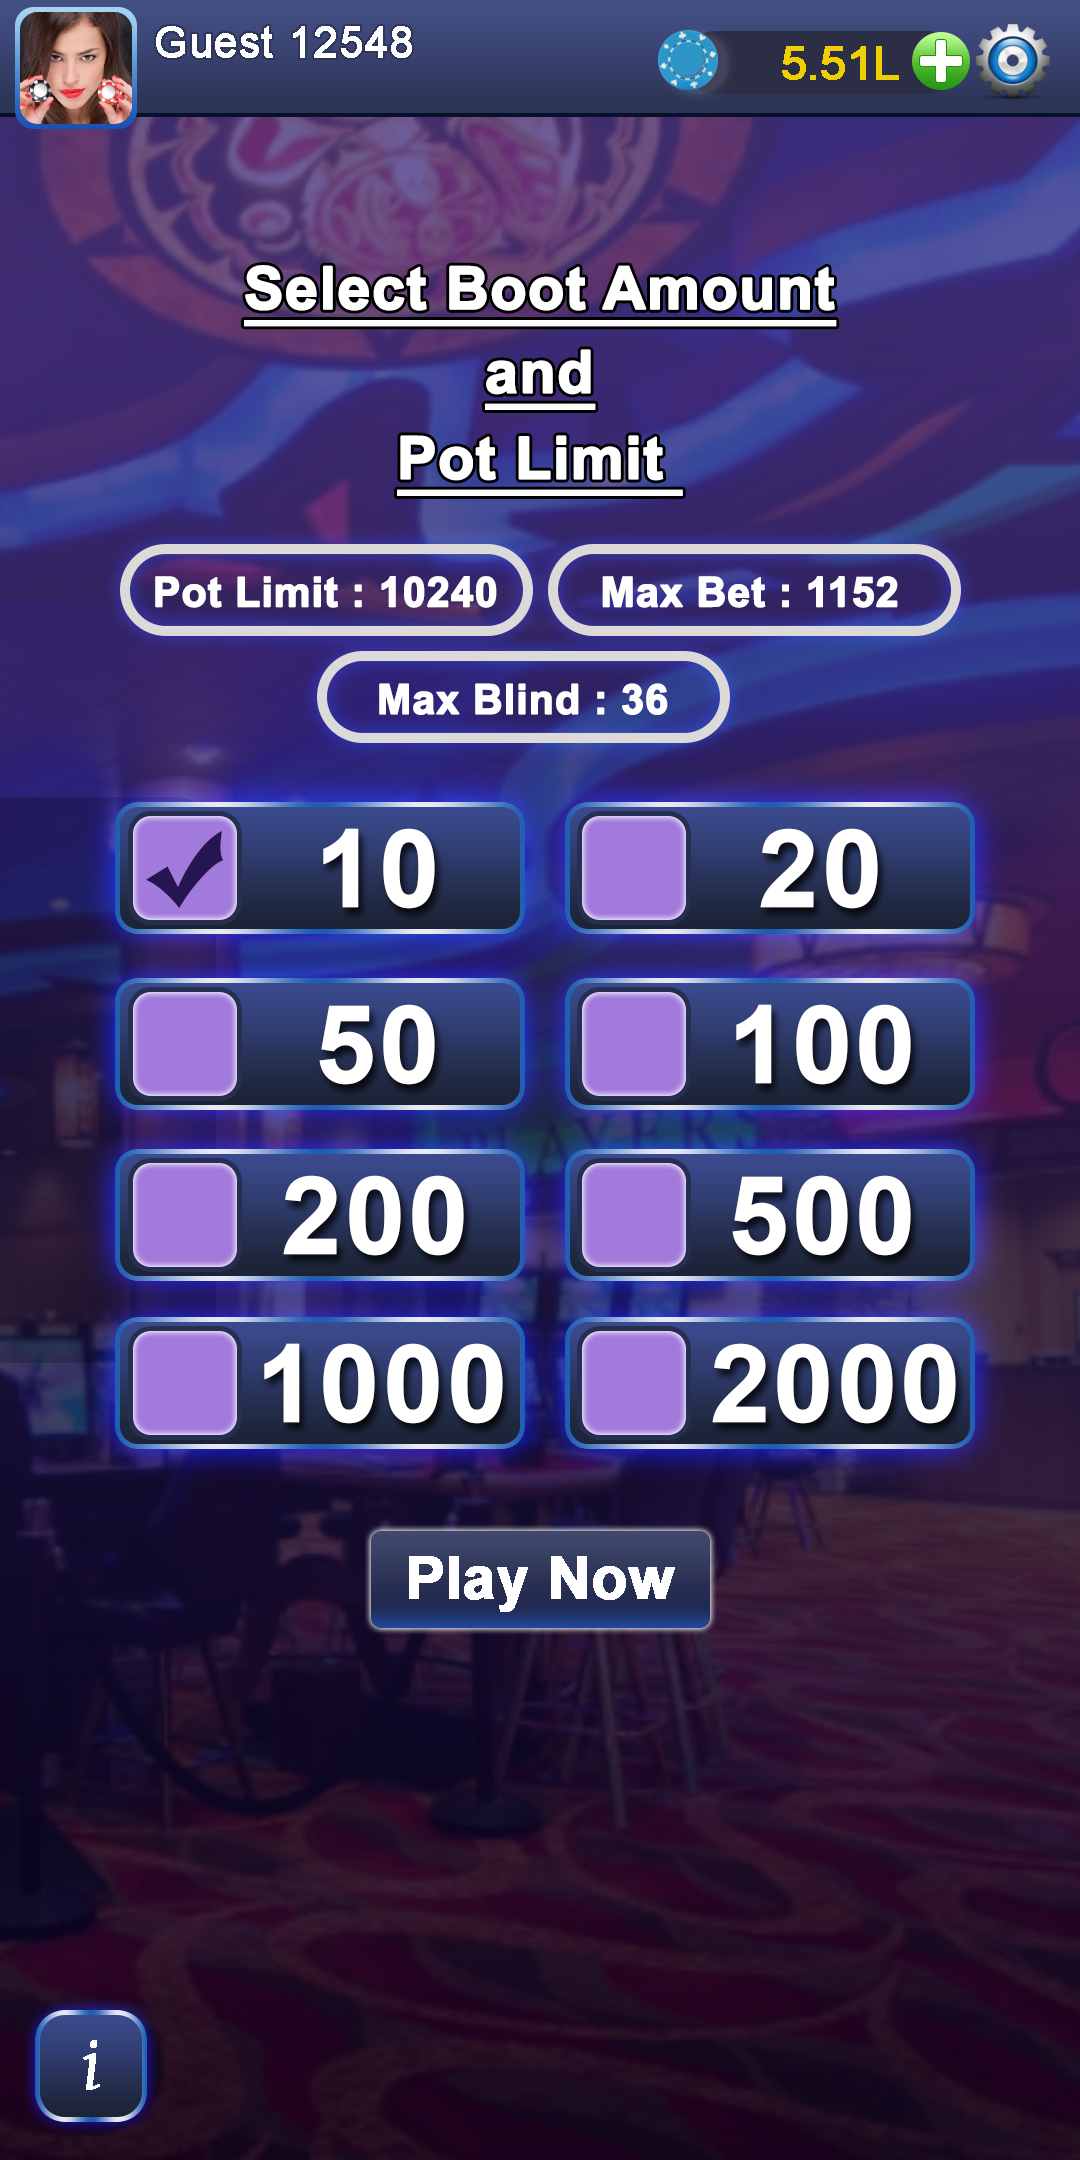 Guest 12548
5.51L
Select Boot Amount
and
Pot Limit
Pot Limit : 10240
Max Bet : 1152
Max Blind : 36
10
20
50
100
PLAYERS
200
500
1000
2000
Play Now
i